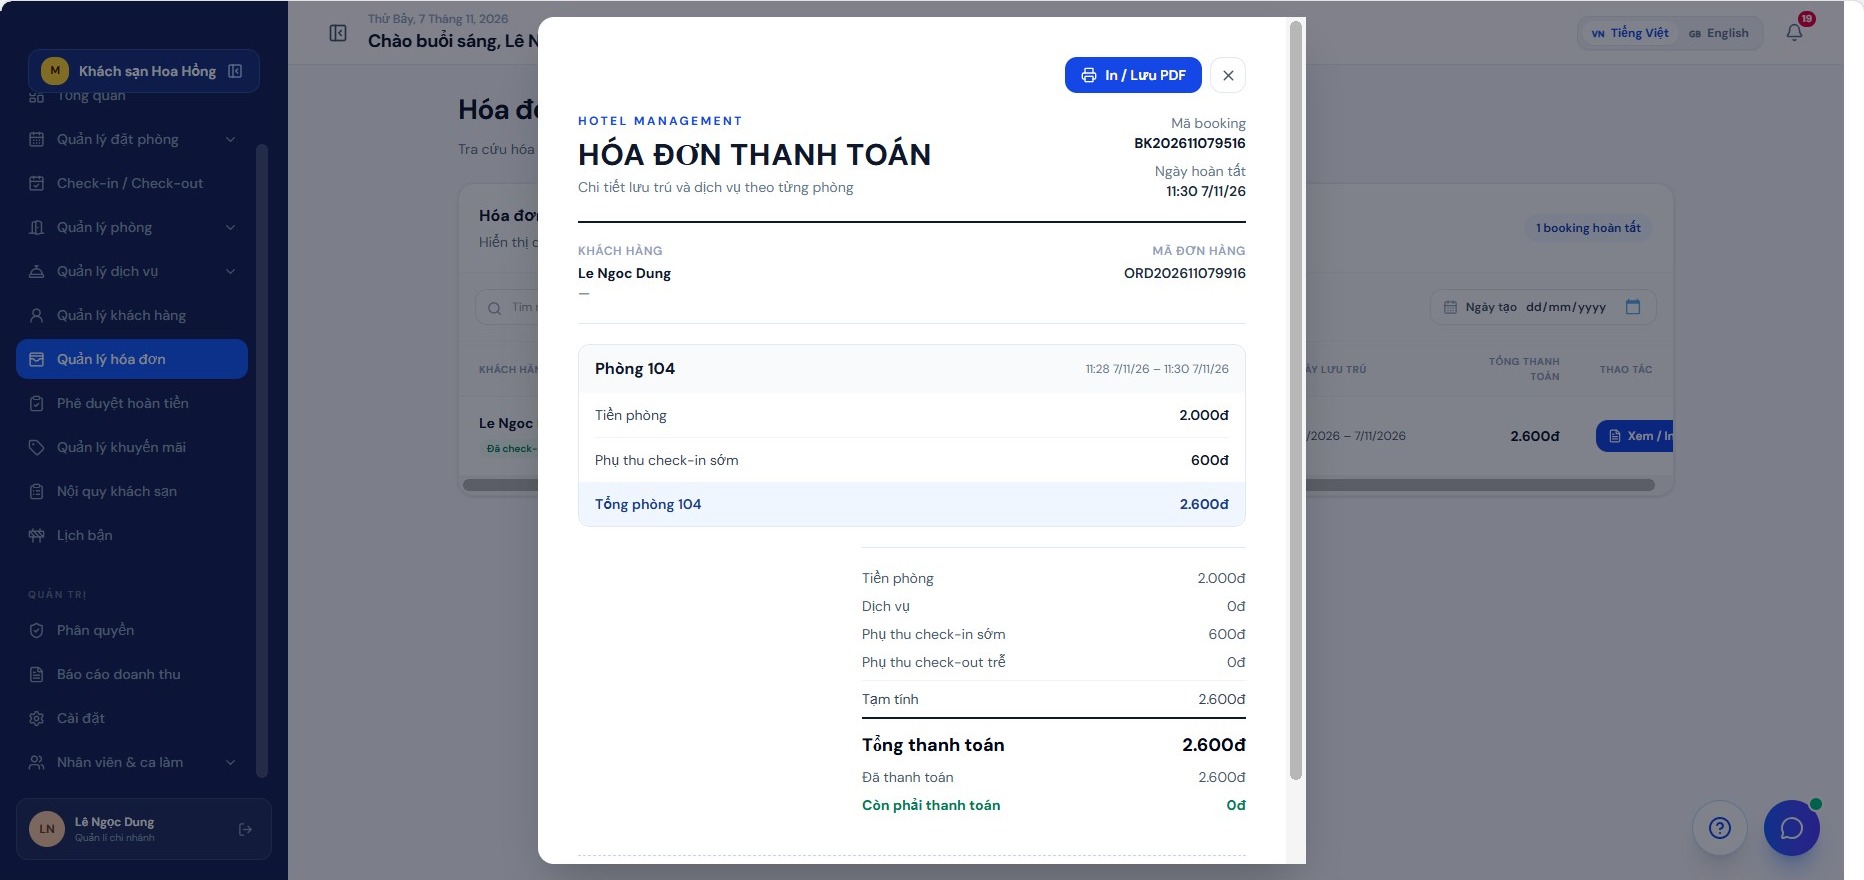 Thứ Bảy, 7 Tháng 11, 2026
Chào buổi sáng, Lê N
VN Tiếng Việt GB English
19
M Khách sạn Hoa Hồng
Tổng quan
Quản lý đặt phòng
Check-in / Check-out
Quản lý phòng
Quản lý dịch vụ
Quản lý khách hàng
Quản lý hóa đơn
Phê duyệt hoàn tiền
Quản lý khuyến mãi
Nội quy khách sạn
Lịch bận
QUẢN TRỊ
Phân quyền
Báo cáo doanh thu
Cài đặt
Nhân viên & ca làm
LN
Lê Ngọc Dung
Quản lí chi nhánh
Hóa đơ
Tra cứu hóa
Hóa đơn
Hiển thị c
1 booking hoàn tất
Tìm
Ngày tạo dd/mm/yyyy
KHÁCH HÀN
ÀY LƯU TRÚ
TỔNG THANH
TOÁN
THAO TÁC
Le Ngoc
Đã check-
/2026 – 7/11/2026
2.600đ
Xem / In
In / Lưu PDF
HOTEL MANAGEMENT
HÓA ĐƠN THANH TOÁN
Chi tiết lưu trú và dịch vụ theo từng phòng
Mã booking
BK202611079516
Ngày hoàn tất
11:30 7/11/26
KHÁCH HÀNG
Le Ngoc Dung
—
MÃ ĐƠN HÀNG
ORD202611079916
Phòng 104 11:28 7/11/26 – 11:30 7/11/26
Tiền phòng 2.000đ
Phụ thu check-in sớm 600đ
Tổng phòng 104 2.600đ
Tiền phòng 2.000đ
Dịch vụ 0đ
Phụ thu check-in sớm 600đ
Phụ thu check-out trễ 0đ
Tạm tính 2.600đ
Tổng thanh toán 2.600đ
Đã thanh toán 2.600đ
Còn phải thanh toán 0đ